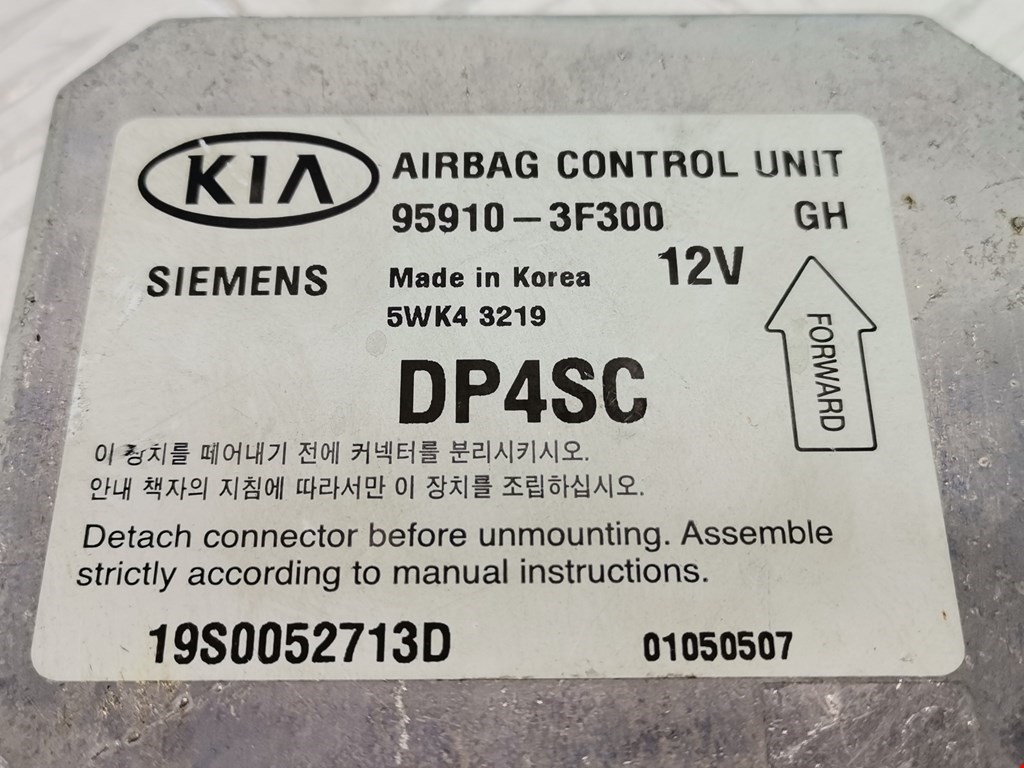 KIA AIRBAG CONTROL UNIT
95910-3F300 GH
SIEMENS Made in Korea 12V
5WK4 3219
FORWARD
DP4SC
이 장치를 떼어내기 전에 커넥터를 분리시키시오.
안내 책자의 지침에 따라서만 이 장치를 조립하십시오.
Detach connector before unmounting. Assemble
strictly according to manual instructions.
19S0052713D 01050507